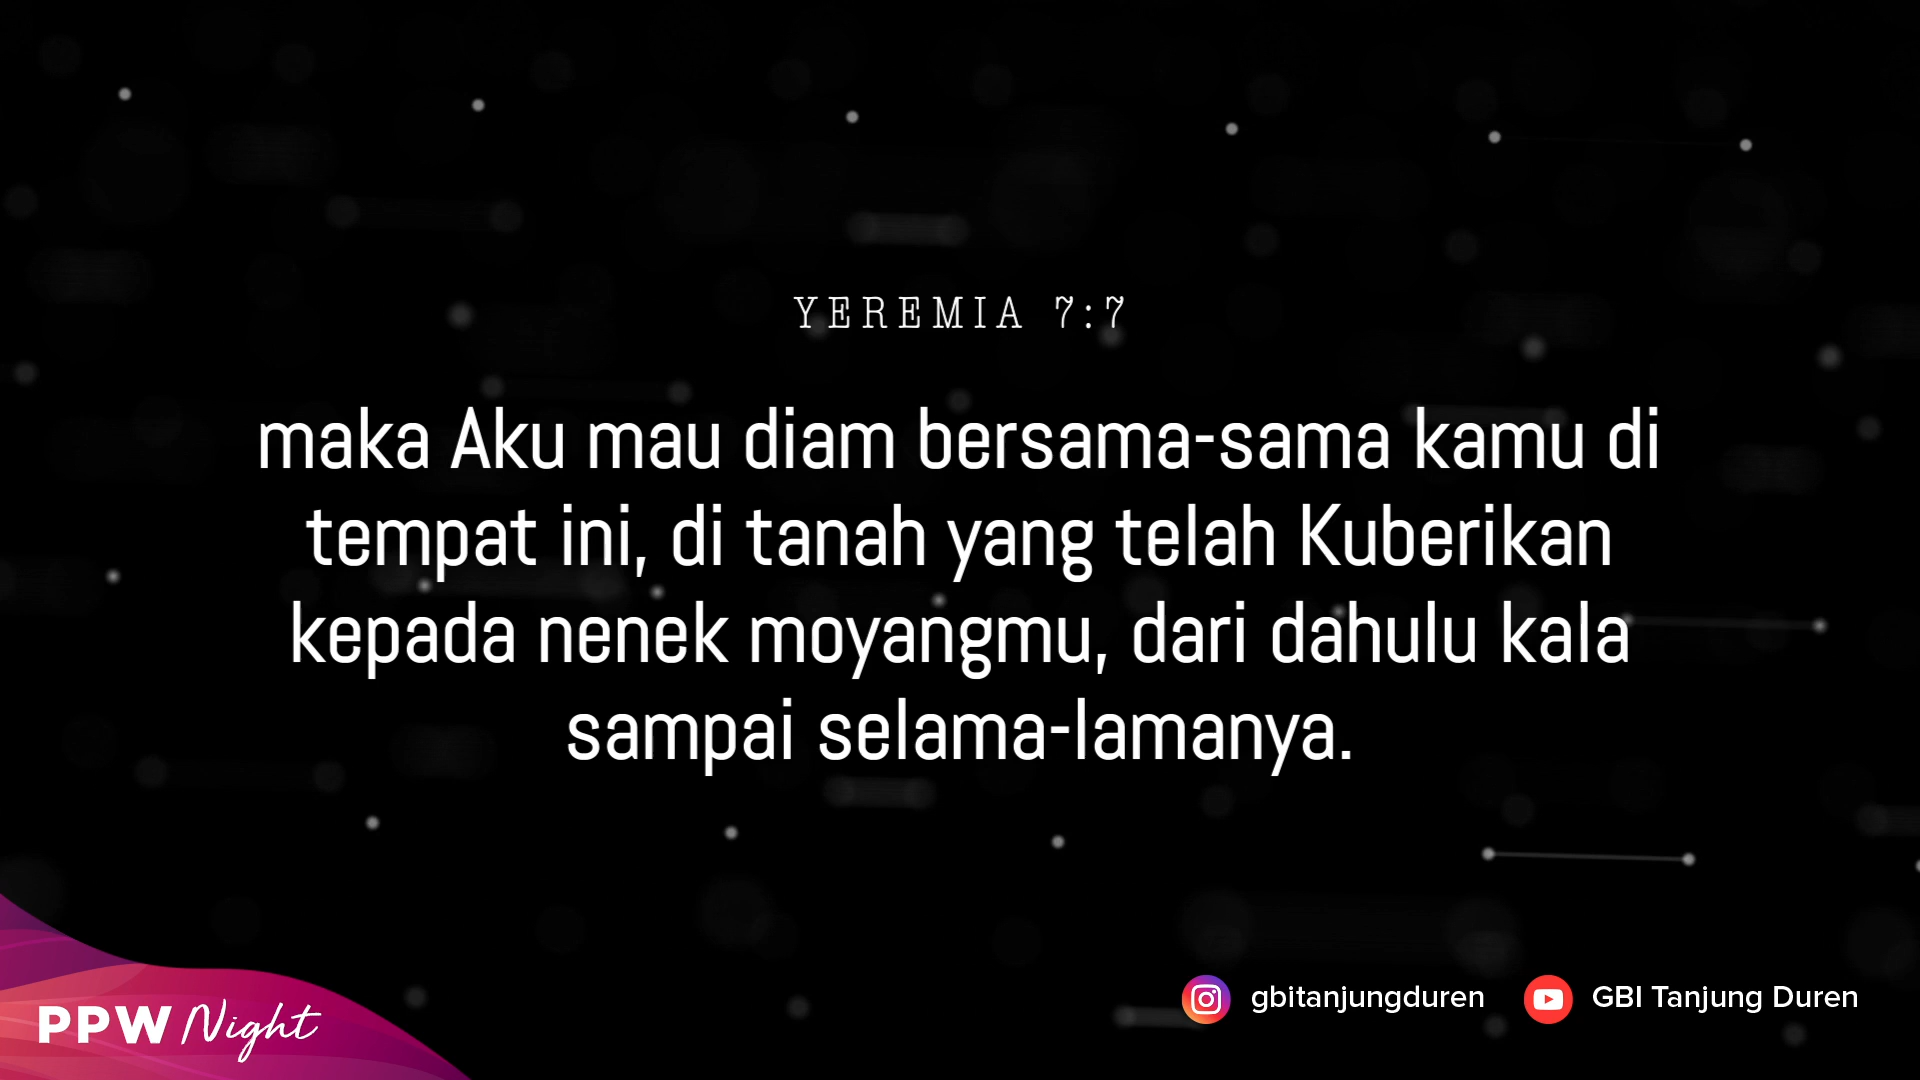 YEREMIA 7:7
maka Aku mau diam bersama-sama kamu di
tempat ini, di tanah yang telah Kuberikan
kepada nenek moyangmu, dari dahulu kala
sampai selama-lamanya.
PPW Night
gbitanjungduren
GBI Tanjung Duren